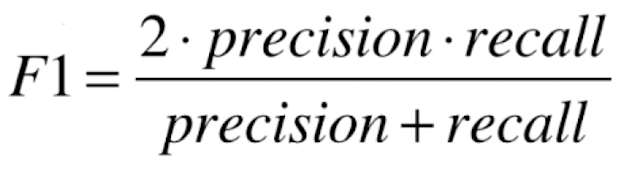 2 · precision · recall
F1 =
precision + recall